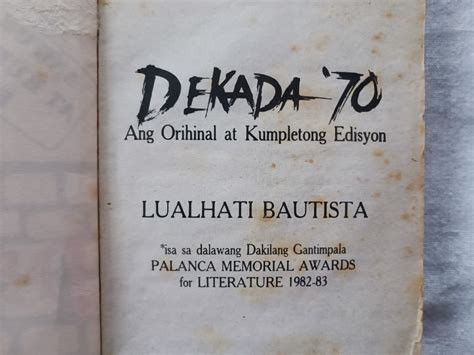 DEKADA '70
Ang Orihinal at Kumpletong Edisyon
LUALHATI BAUTISTA
*isa sa dalawang Dakilang Gantimpala
PALANCA MEMORIAL AWARDS
for LITERATURE 1982-83